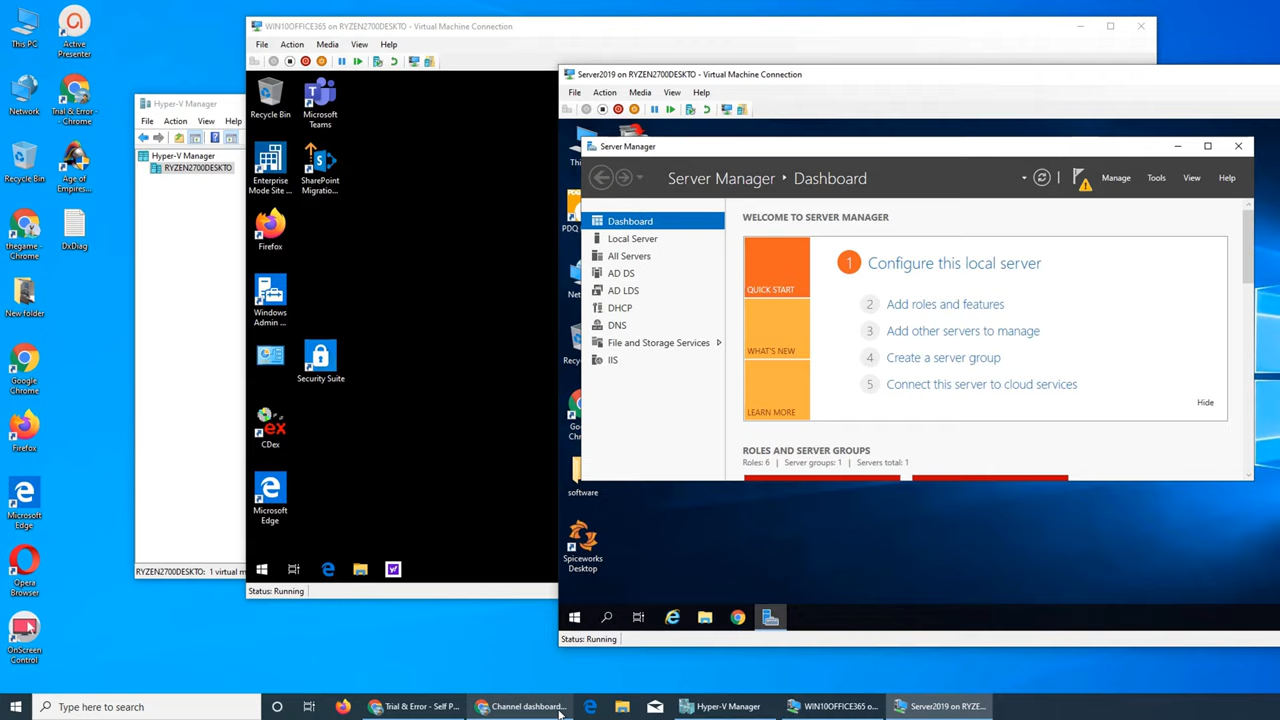 This PC
Active
Presenter
Network
Trial & Error
- Chrome
Recycle Bin
Age of
Empires...
thegame -
Chrome
DxDiag
New folder
Google
Chrome
Firefox
Microsoft
Edge
Opera
Browser
OnScreen
Control
Hyper-V Manager
File Action View Help
Hyper-V Manager
RYZEN2700DESKTO
RYZEN2700DESKTO: 1 virtual m
WIN10OFFICE365 on RYZEN2700DESKTO - Virtual Machine Connection
File Action Media View Help
Recycle Bin
Microsoft
Teams
Enterprise
Mode Site ...
SharePoint
Migratio...
Firefox
Windows
Admin ...
Security Suite
CDex
Microsoft
Edge
Status: Running
Server2019 on RYZEN2700DESKTO - Virtual Machine Connection
File Action Media View Help
Thi
PDQ
Net
Recyc
Go
Ch
software
Spiceworks
Desktop
Server Manager
Server Manager • Dashboard
Manage Tools View Help
Dashboard
Local Server
All Servers
AD DS
AD LDS
DHCP
DNS
File and Storage Services
IIS
WELCOME TO SERVER MANAGER
QUICK START
WHAT'S NEW
LEARN MORE
1 Configure this local server
2 Add roles and features
3 Add other servers to manage
4 Create a server group
5 Connect this server to cloud services
Hide
ROLES AND SERVER GROUPS
Roles: 6 | Server groups: 1 | Servers total: 1
Status: Running
Type here to search
Trial & Error - Self P...
Channel dashboard...
Hyper-V Manager
WIN10OFFICE365 o...
Server2019 on RYZE...